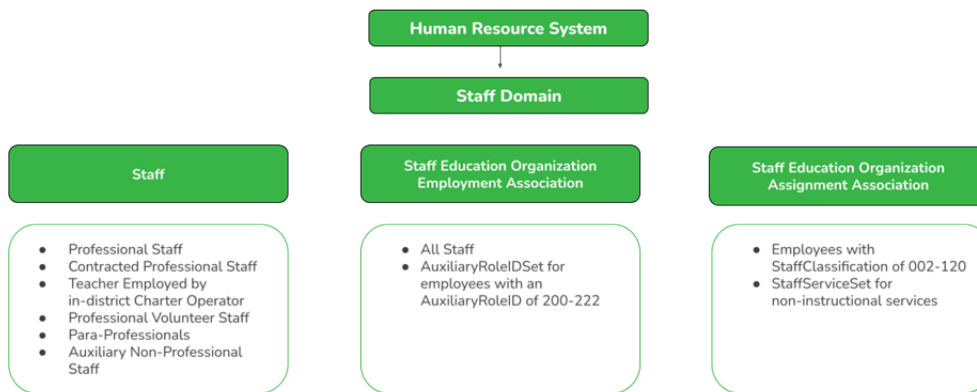 Human Resource System
Staff Domain
Staff
● Professional Staff
● Contracted Professional Staff
● Teacher Employed by
in-district Charter Operator
● Professional Volunteer Staff
● Para-Professionals
● Auxiliary Non-Professional
Staff
Staff Education Organization
Employment Association
● All Staff
● AuxiliaryRoleIDSet for
employees with an
AuxiliaryRoleID of 200-222
Staff Education Organization
Assignment Association
● Employees with
StaffClassification of 002-120
● StaffServiceSet for
non-instructional services